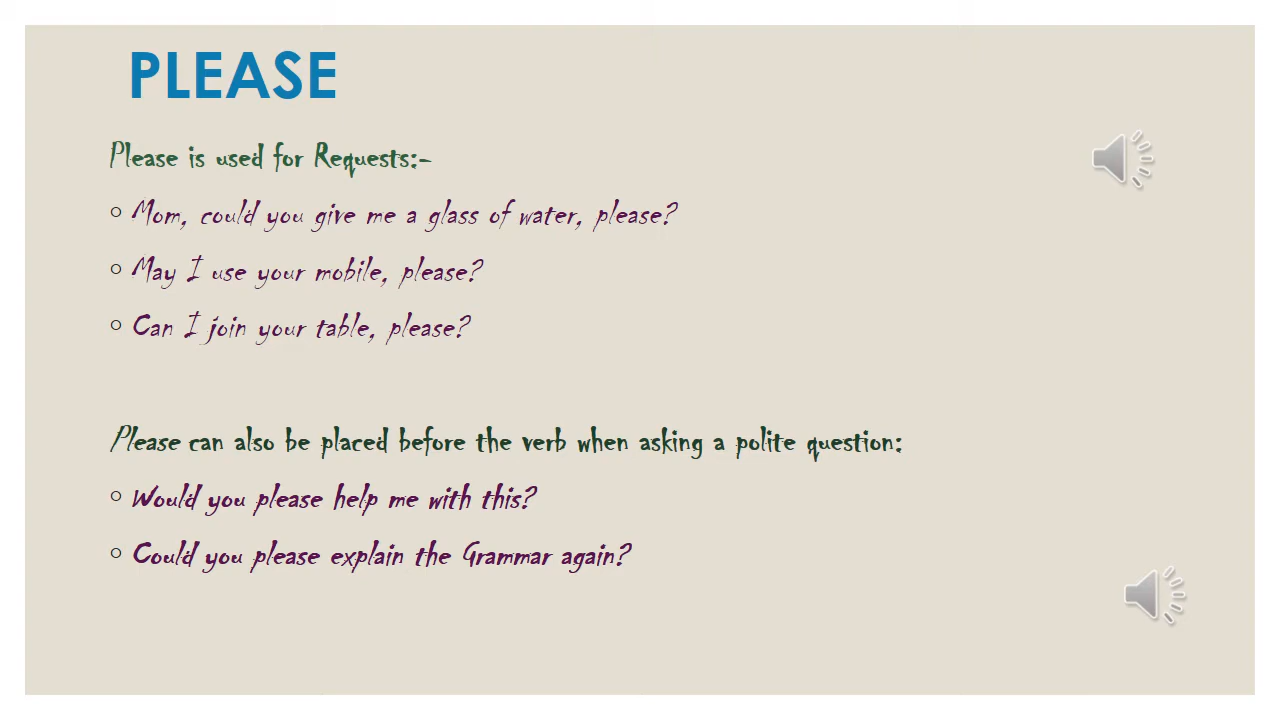 PLEASE
Please is used for Requests:-
Mom, could you give me a glass of water, please?
May I use your mobile, please?
Can I join your table, please?
Please can also be placed before the verb when asking a polite question:
Would you please help me with this?
Could you please explain the Grammar again?